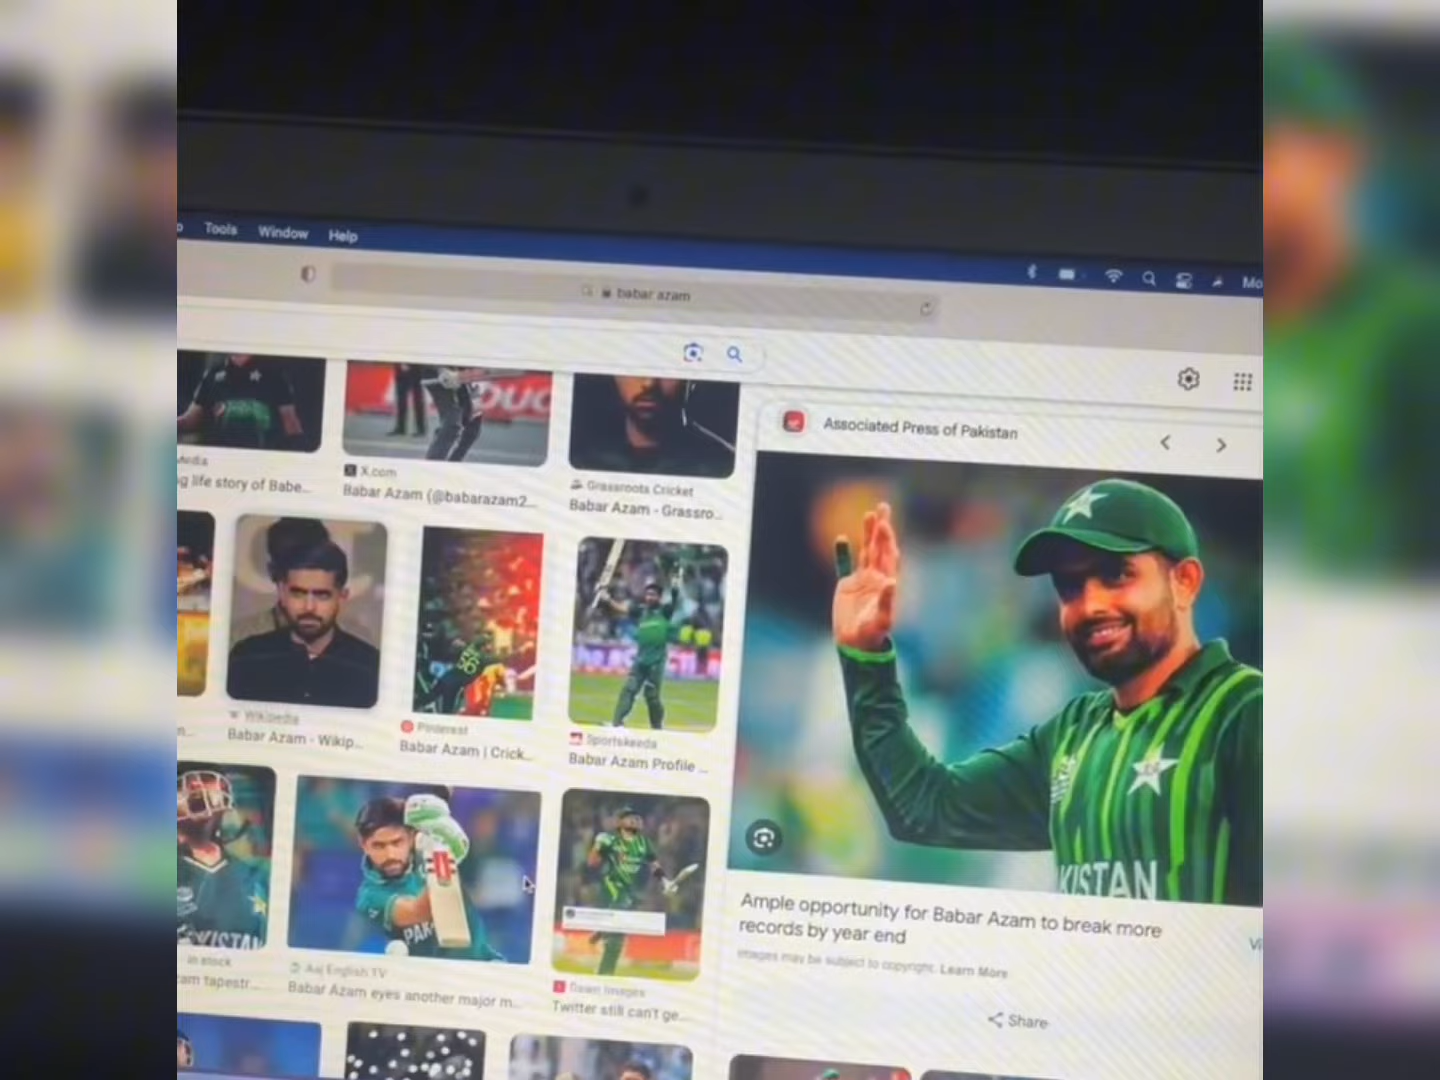 Tools Window Help
babar azam
Mo
Associated Press of Pakistan
g life story of Babe...
X.com
Babar Azam (@babarazam2...
Grassroots Cricket
Babar Azam - Grassro...
Wikipedia
Babar Azam - Wikip...
Pinterest
Babar Azam | Crick...
Sportskeeda
Babar Azam Profile ...
KISTAN
Ample opportunity for Babar Azam to break more
records by year end
Images may be subject to copyright. Learn More
Share
in stock
am tapestr...
Aaj English TV
Babar Azam eyes another major m...
Dawn Images
Twitter still can't ge...